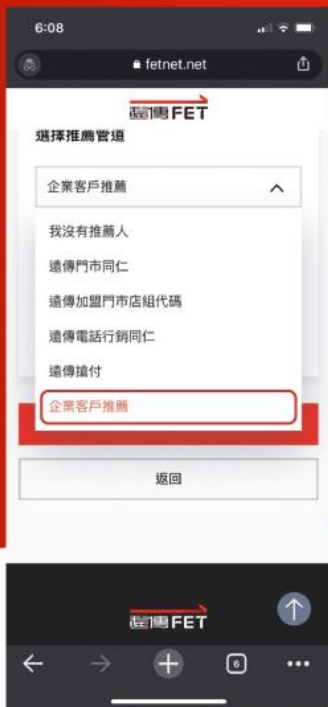 6:08
fetnet.net
遠傳FET
選擇推薦管道
企業客戶推薦
我沒有推薦人
遠傳門市同仁
遠傳加盟門市店組代碼
遠傳電話行銷同仁
遠傳搶付
企業客戶推薦
返回
遠傳FET
6